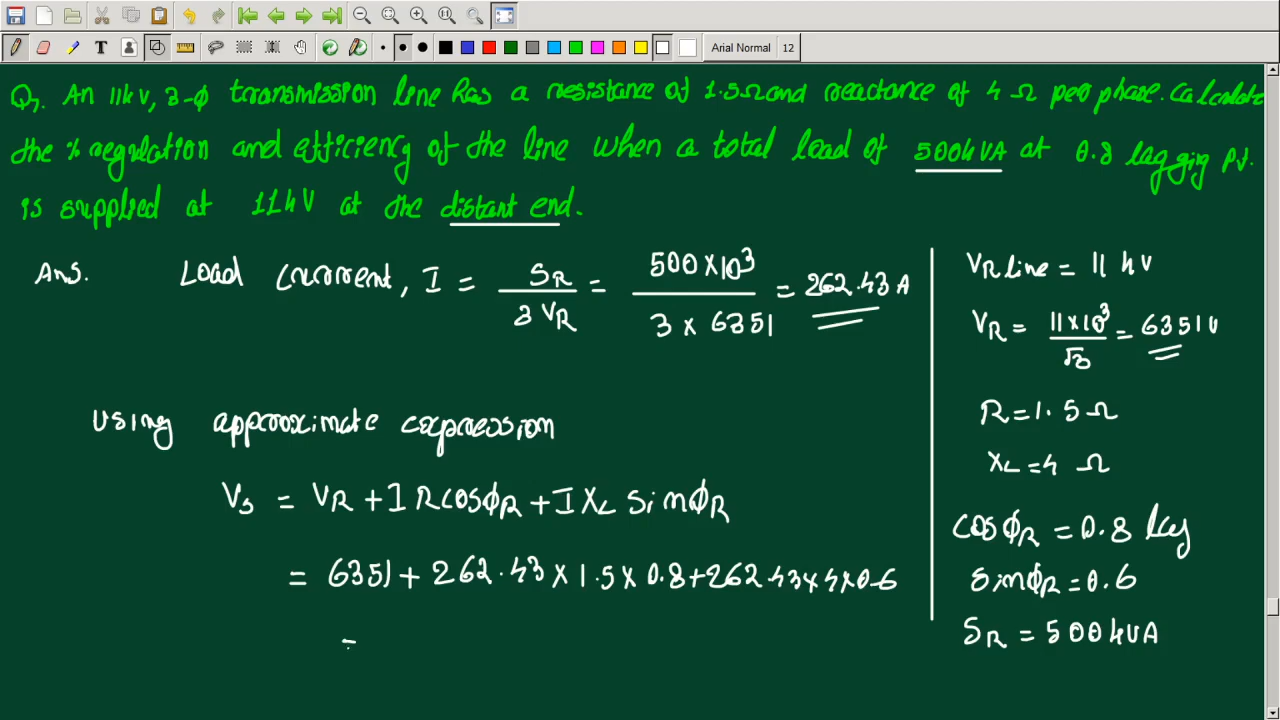 Arial Normal 12
Q, An 11kV, 3-ϕ transmission line has a resistance of 1.5Ω and reactance of 4 Ω per phase. Calculate
the % regulation and efficiency of the line when a total load of 500kVA at 0.8 lagging Pf.
is supplied at 11kV at the distant end.
Ans. Load current, I = SR / 3 VR = 500 × 10³ / 3 × 6351 = 262.43 A
Using approximate expression
Vs = VR + I R cosϕR + I XL sinϕR
= 6351 + 262.43 × 1.5 × 0.8 + 262.43 × 4 × 0.6
=
VR line = 11 kV
VR = 11 × 10³ / √3 = 6351 V
R = 1.5 Ω
XL = 4 Ω
cosϕR = 0.8 lag
sinϕR = 0.6
SR = 500 kVA